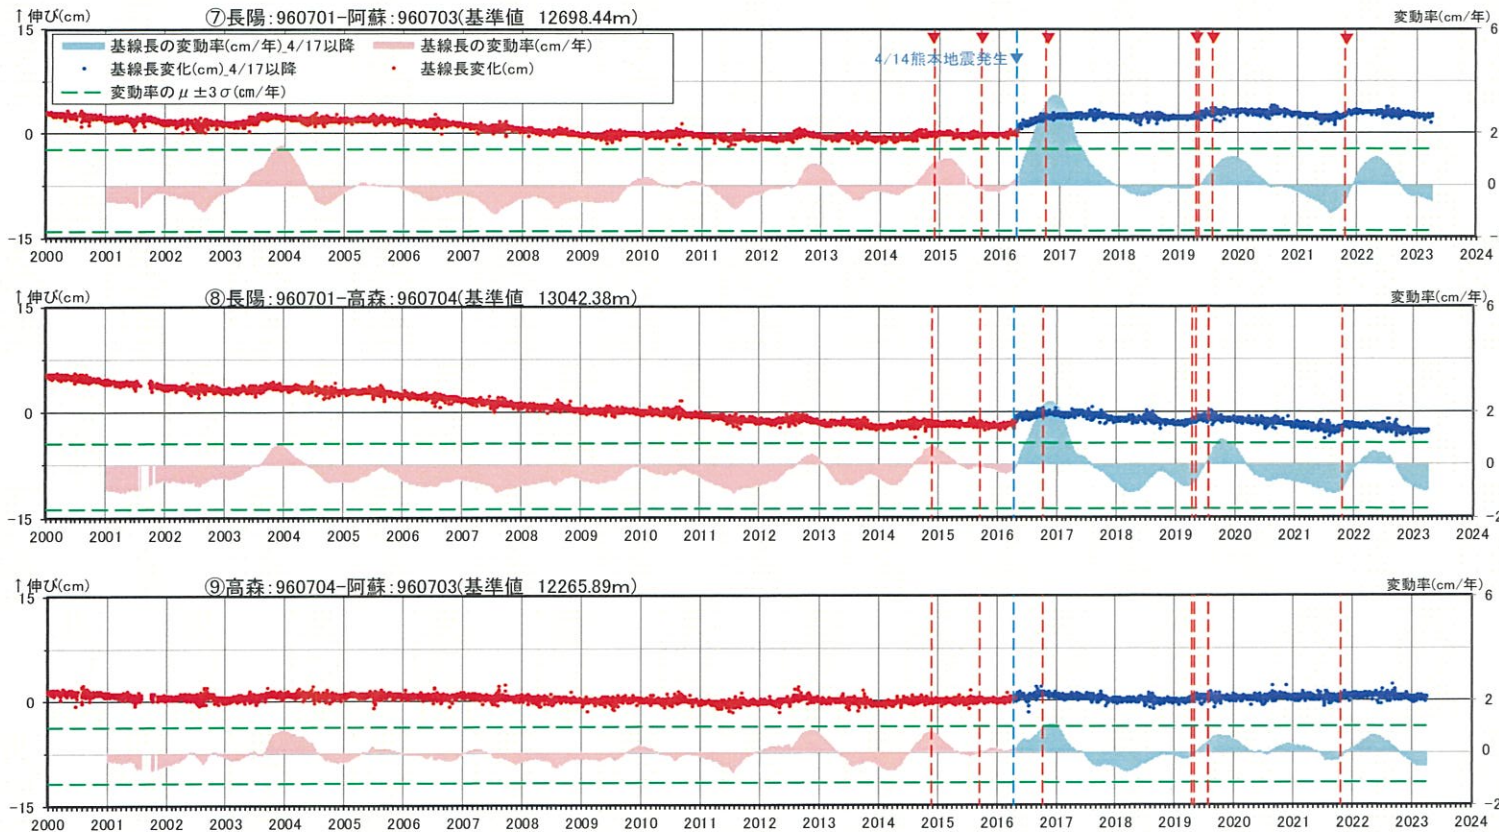 ↑伸び(cm) ⑦長陽:960701-阿蘇:960703(基準値 12698.44m) 変動率(cm/年)
15 6
基線長の変動率(cm/年)_4/17以降 基線長の変動率(cm/年)
4/14熊本地震発生
基線長変化(cm)_4/17以降 基線長変化(cm)
変動率のμ±3σ(cm/年)
0 2
0
-15 -
2000 2001 2002 2003 2004 2005 2006 2007 2008 2009 2010 2011 2012 2013 2014 2015 2016 2017 2018 2019 2020 2021 2022 2023 2024
↑伸び(cm) ⑧長陽:960701-高森:960704(基準値 13042.38m) 変動率(cm/年)
15 6
0 2
0
-15 -2
2000 2001 2002 2003 2004 2005 2006 2007 2008 2009 2010 2011 2012 2013 2014 2015 2016 2017 2018 2019 2020 2021 2022 2023 2024
↑伸び(cm) ⑨高森:960704-阿蘇:960703(基準値 12265.89m) 変動率(cm/年)
15 6
0 2
0
-15 -2
2000 2001 2002 2003 2004 2005 2006 2007 2008 2009 2010 2011 2012 2013 2014 2015 2016 2017 2018 2019 2020 2021 2022 2023 2024